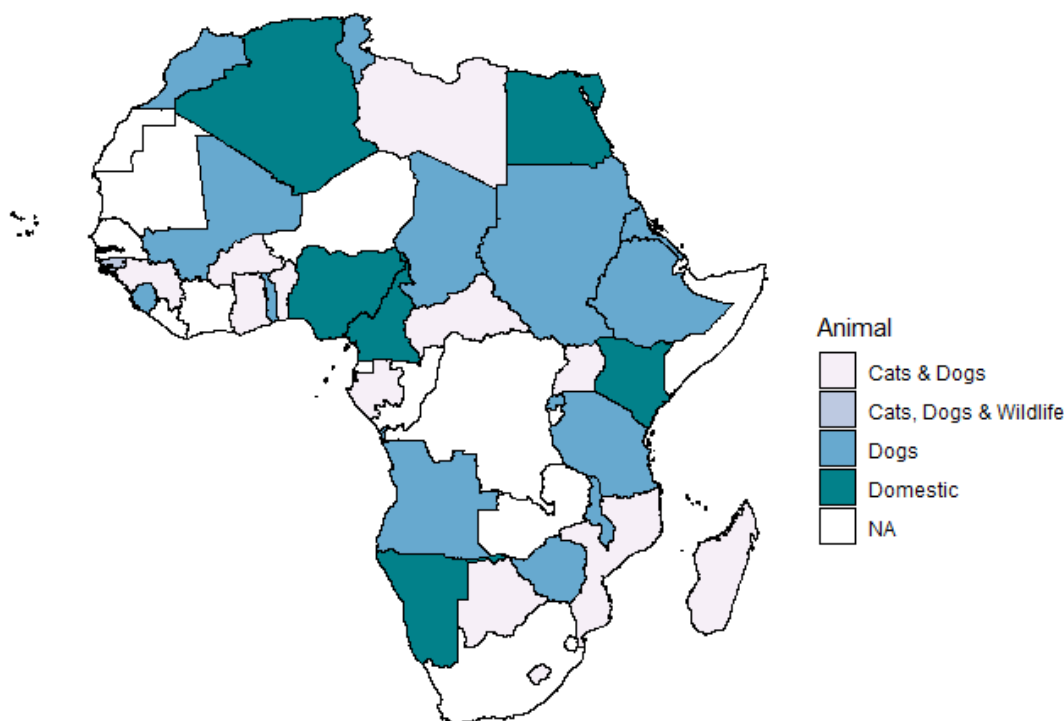 Animal
Cats & Dogs
Cats, Dogs & Wildlife
Dogs
Domestic
NA